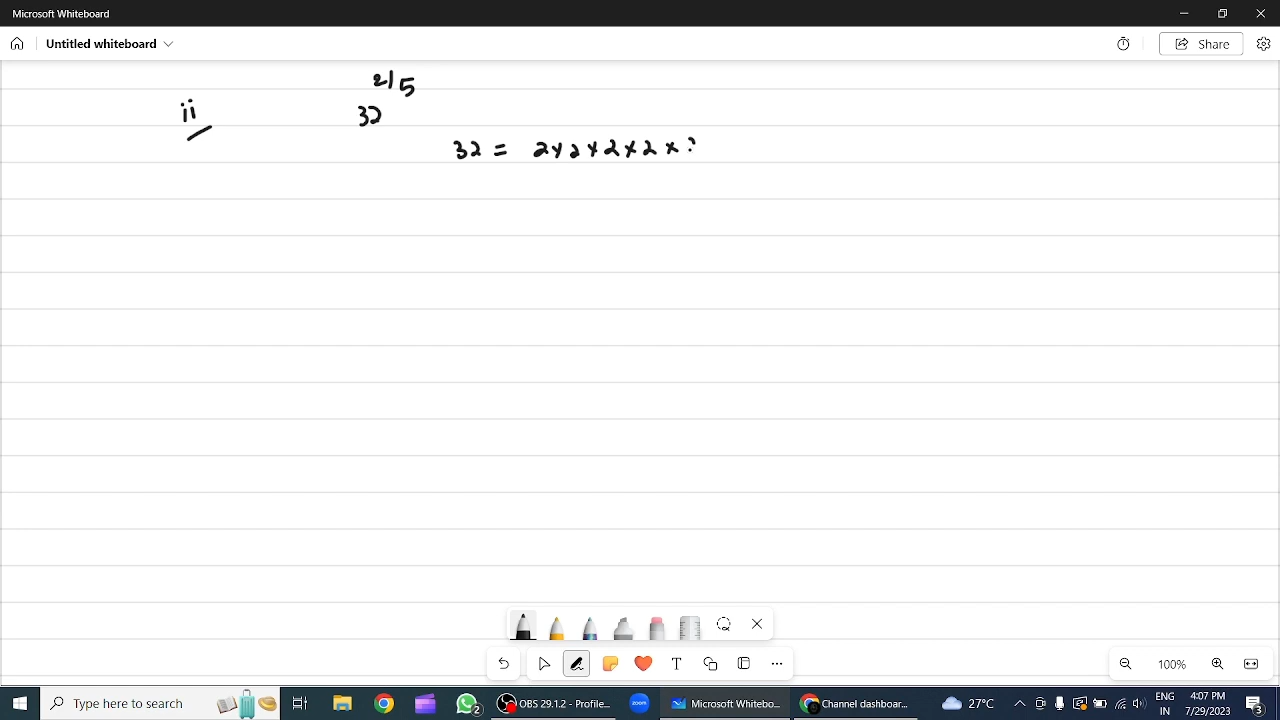 Microsoft Whiteboard
Untitled whiteboard
Share
ii 32^2/5
32 = 2×2×2×2×
100%
Type here to search
2
OBS 29.1.2 - Profile...
zoom
Microsoft Whitebo...
Channel dashboar...
27°C
ENG
IN
4:07 PM
7/29/2023